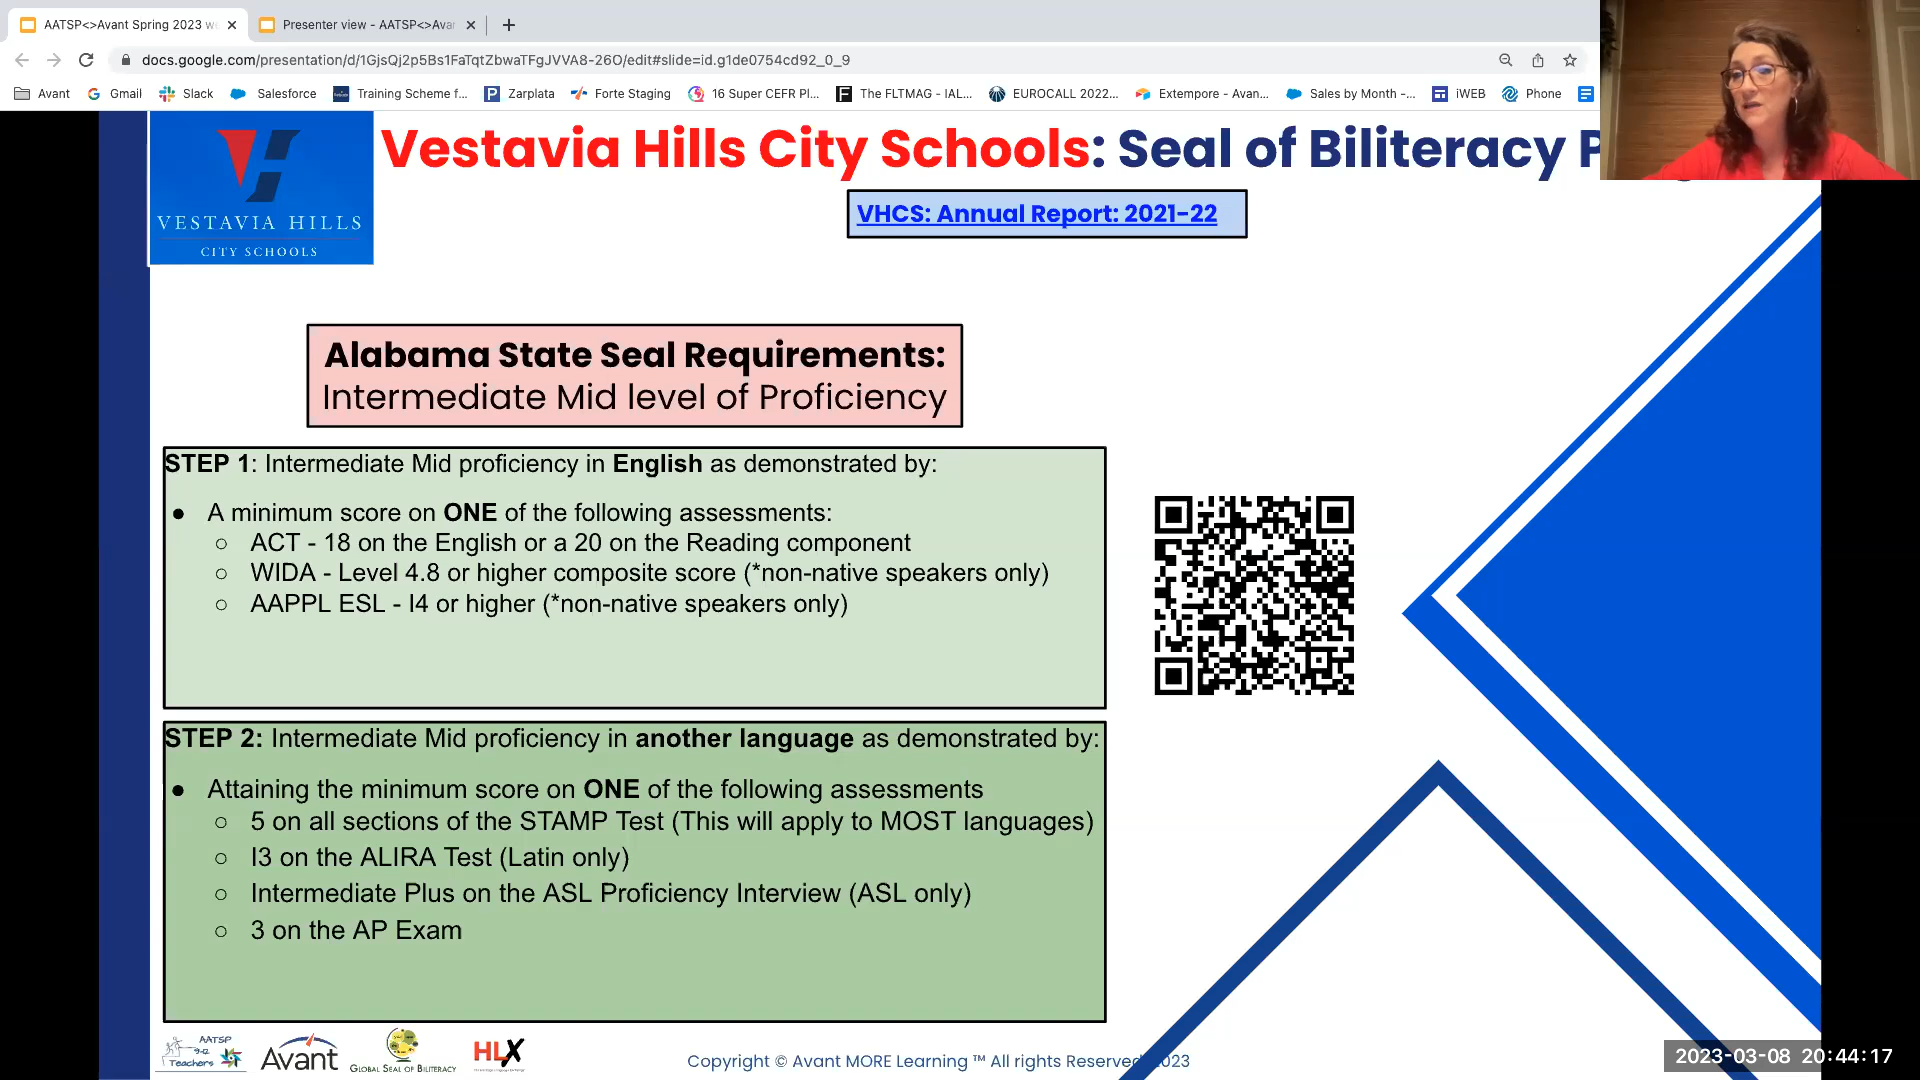 AATSP<>Avant Spring 2023 w
Presenter view - AATSP<>Ava
docs.google.com/presentation/d/1GjsQj2p5Bs1FaTqtZbwaTFgJVVA8-26O/edit#slide=id.g1de0754cd92_0_9
Avant Gmail Slack Salesforce Training Scheme f... Zarplata Forte Staging 16 Super CEFR Pl... The FLTMAG - IAL... EUROCALL 2022... Extempore - Avan... Sales by Month -... iWEB Phone
VESTAVIA HILLS
CITY SCHOOLS
Vestavia Hills City Schools: Seal of Biliteracy P
VHCS: Annual Report: 2021-22
Alabama State Seal Requirements:
Intermediate Mid level of Proficiency
STEP 1: Intermediate Mid proficiency in English as demonstrated by:
● A minimum score on ONE of the following assessments:
○ ACT - 18 on the English or a 20 on the Reading component
○ WIDA - Level 4.8 or higher composite score (*non-native speakers only)
○ AAPPL ESL - I4 or higher (*non-native speakers only)
STEP 2: Intermediate Mid proficiency in another language as demonstrated by:
● Attaining the minimum score on ONE of the following assessments
○ 5 on all sections of the STAMP Test (This will apply to MOST languages)
○ I3 on the ALIRA Test (Latin only)
○ Intermediate Plus on the ASL Proficiency Interview (ASL only)
○ 3 on the AP Exam
AATSP
9-12
Teachers
Avant
GLOBAL SEAL OF BILITERACY
HLX
Copyright © Avant MORE Learning ™ All rights Reserved 2023
2023-03-08 20:44:17